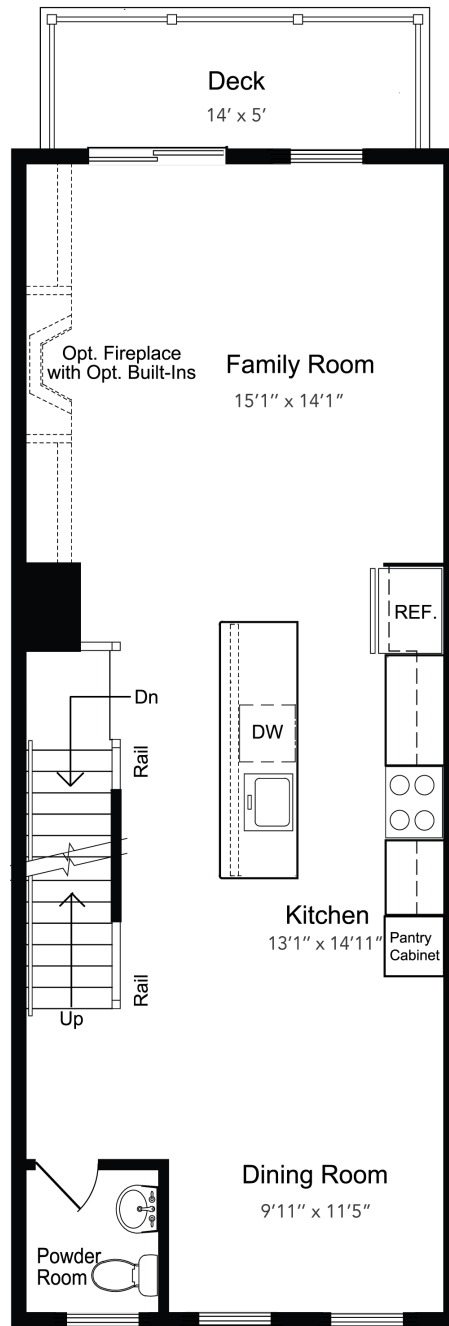 Deck
14' x 5'
Opt. Fireplace
with Opt. Built-Ins
Family Room
15'1'' x 14'1''
REF.
Dn
Rail
DW
Kitchen
13'1'' x 14'11''
Pantry
Cabinet
Rail
Up
Dining Room
9'11'' x 11'5''
Powder
Room